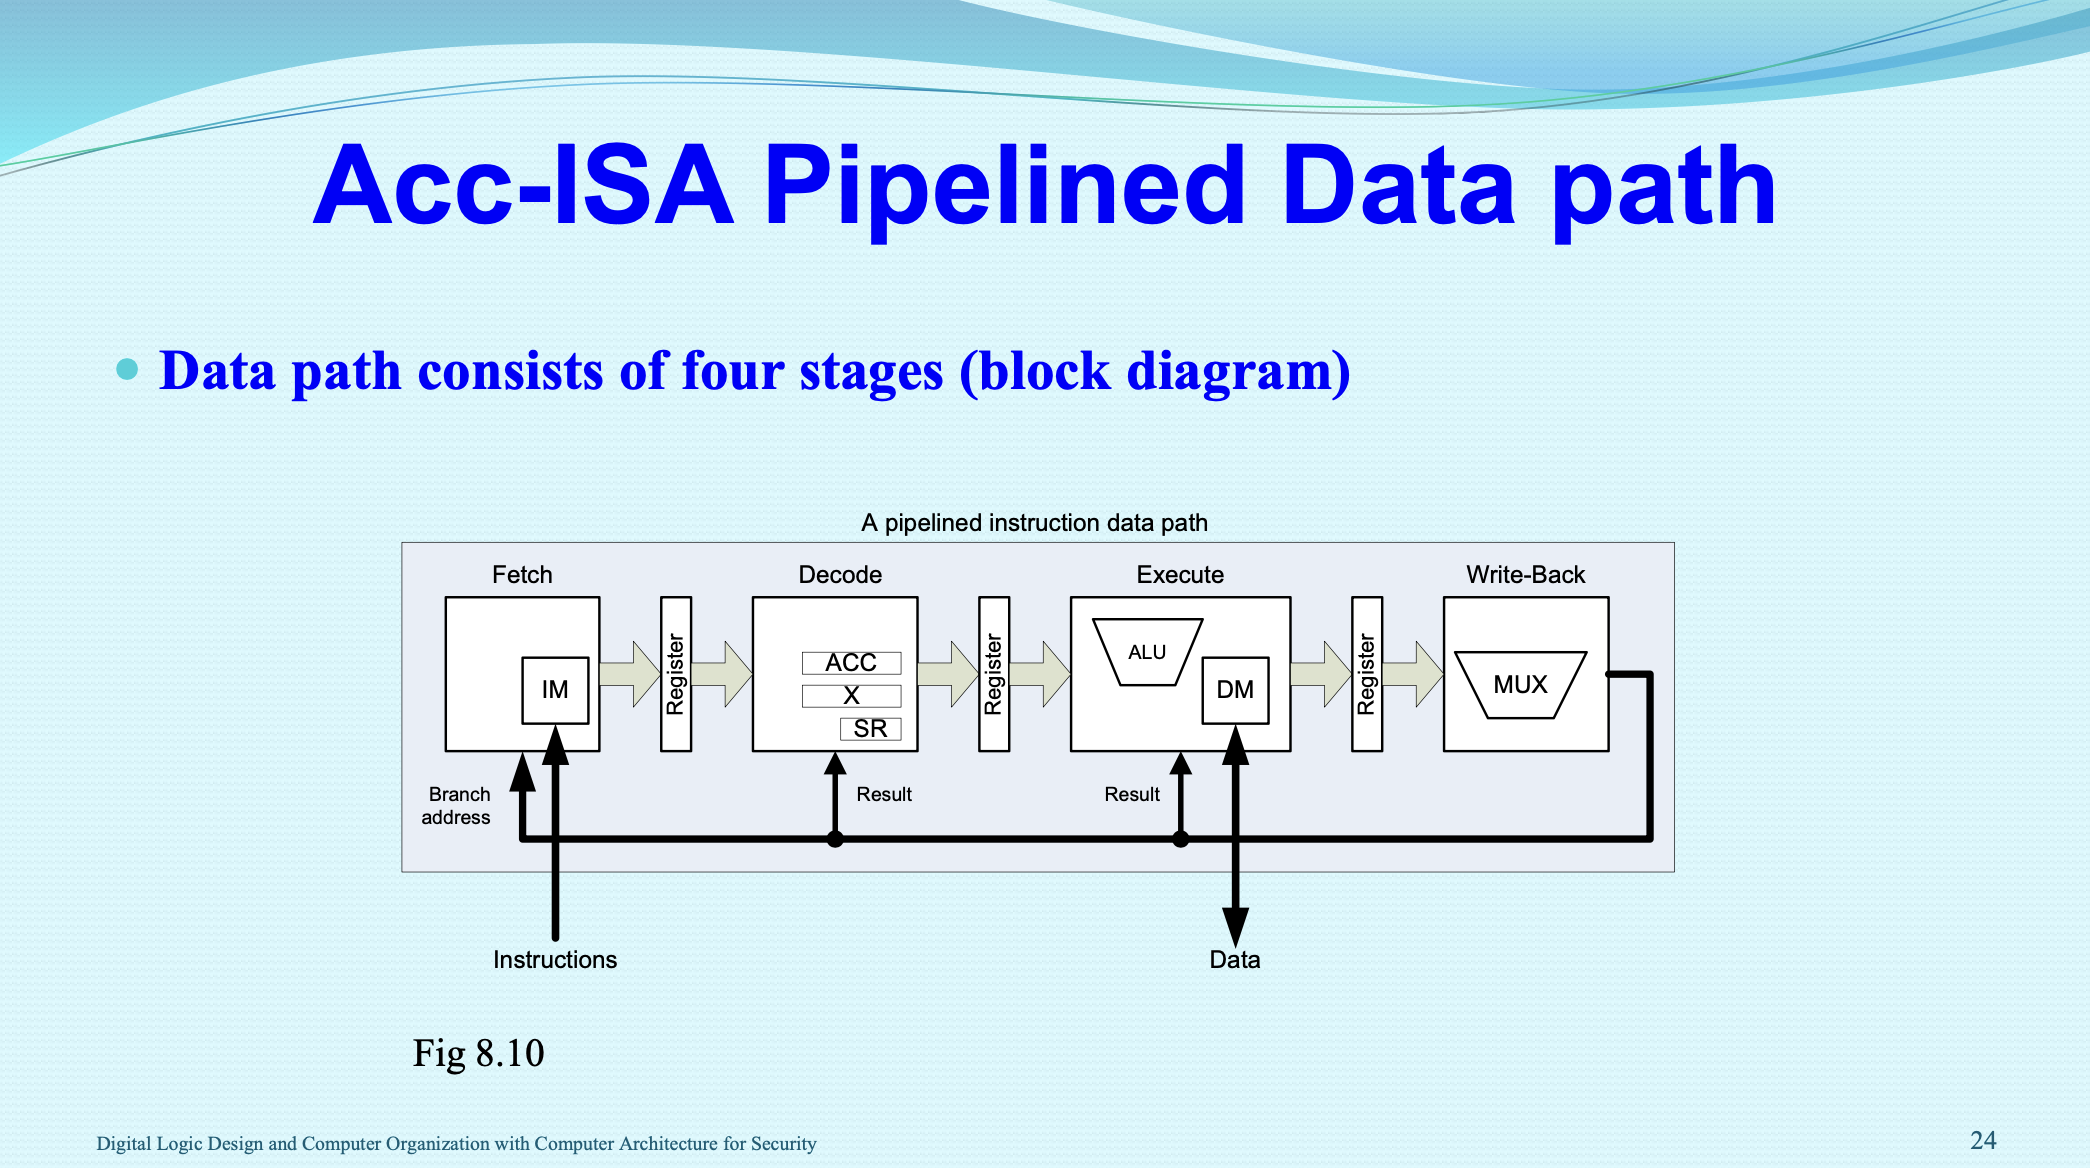 Acc-ISA Pipelined Data path
Data path consists of four stages (block diagram)
A pipelined instruction data path
Fetch
Decode
Execute
Write-Back
IM
Register
ACC
X
SR
Register
ALU
DM
Register
MUX
Branch
address
Result
Result
Instructions
Data
Fig 8.10
Digital Logic Design and Computer Organization with Computer Architecture for Security
24